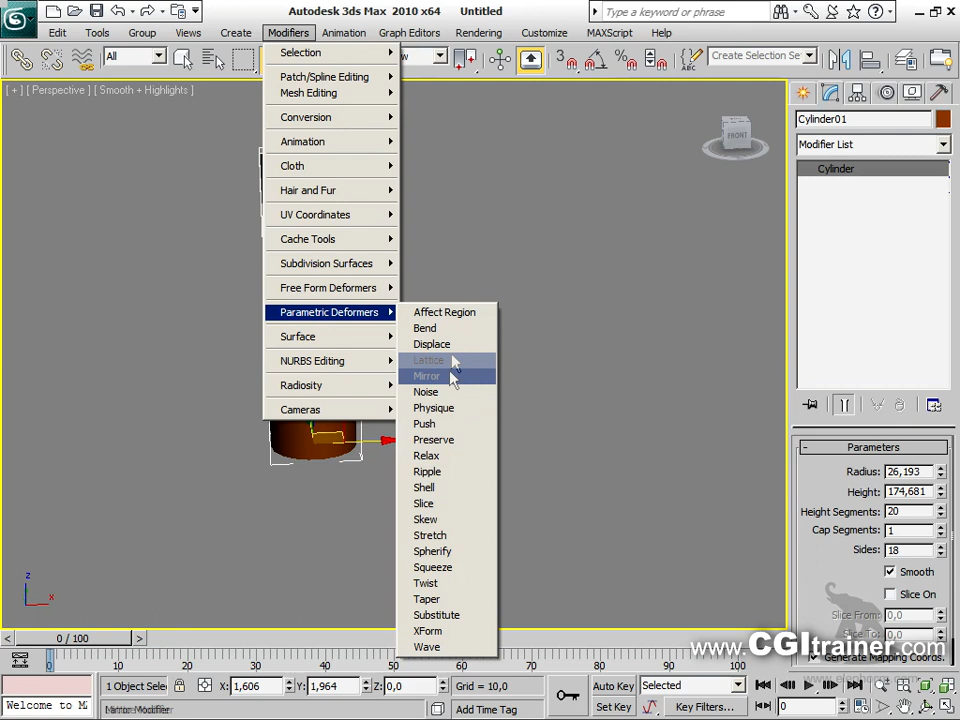 Autodesk 3ds Max 2010 x64 Untitled
Type a keyword or phrase
Edit Tools Group Views Create Modifiers Animation Graph Editors Rendering Customize MAXScript Help
All
Create Selection Se
[ + ] [ Perspective ] [ Smooth + Highlights ]
Selection
Patch/Spline Editing
Mesh Editing
Conversion
Animation
Cloth
Hair and Fur
UV Coordinates
Cache Tools
Subdivision Surfaces
Free Form Deformers
Parametric Deformers
Surface
NURBS Editing
Radiosity
Cameras
Affect Region
Bend
Displace
Lattice
Mirror
Noise
Physique
Push
Preserve
Relax
Ripple
Shell
Slice
Skew
Stretch
Spherify
Squeeze
Twist
Taper
Substitute
XForm
Wave
FRONT
Cylinder01
Modifier List
Cylinder
Parameters
Radius: 26,193
Height: 174,681
Height Segments: 20
Cap Segments: 1
Sides: 18
Smooth
Slice On
Slice From: 0,0
Slice To: 0,0
Generate Mapping Coords.
www.CGItrainer.com
z
x
0 / 100
0 10 20 30 40 50 60 70 80 90 100
1 Object Selec
X: 1,606
Y: 1,964
Z: 0,0
Grid = 10,0
Auto Key
Selected
Welcome to M
Add Time Tag
Set Key
Key Filters...
0